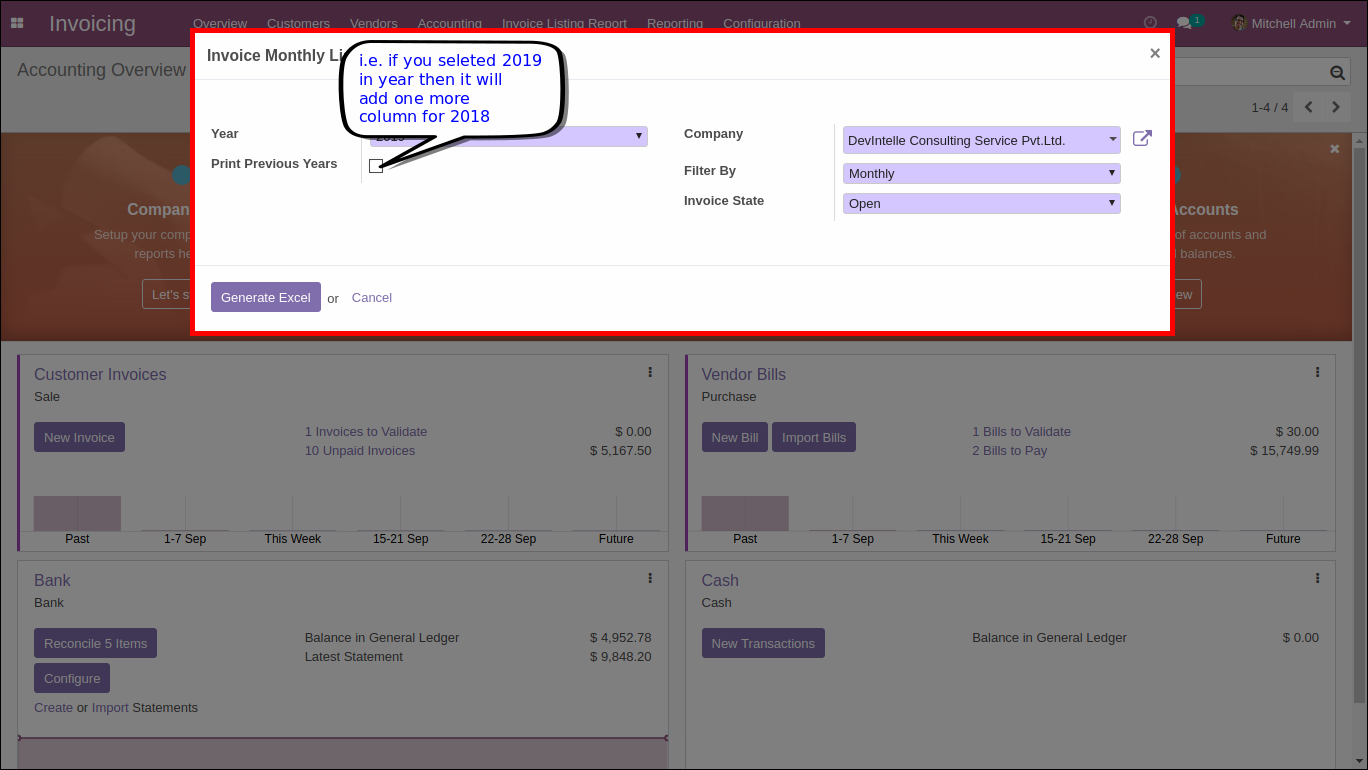 Invoicing
Overview Customers Vendors Accounting Invoice Listing Report Reporting Configuration
1 Mitchell Admin
Accounting Overview
Invoice Monthly
×
i.e. if you seleted 2019
in year then it will
add one more
column for 2018
1-4 / 4
Year
2019
Print Previous Years
Company
DevIntelle Consulting Service Pvt.Ltd.
Filter By
Monthly
Invoice State
Open
Generate Excel or Cancel
Setup your
reports
Let's
Accounts
of accounts and
balances.
Customer Invoices
Sale
New Invoice
1 Invoices to Validate $ 0.00
10 Unpaid Invoices $ 5,167.50
Past 1-7 Sep This Week 15-21 Sep 22-28 Sep Future
Vendor Bills
Purchase
New Bill Import Bills
1 Bills to Validate $ 30.00
2 Bills to Pay $ 15,749.99
Past 1-7 Sep This Week 15-21 Sep 22-28 Sep Future
Bank
Bank
Reconcile 5 Items
Configure
Create or Import Statements
Balance in General Ledger $ 4,952.78
Latest Statement $ 9,848.20
Cash
Cash
New Transactions
Balance in General Ledger $ 0.00